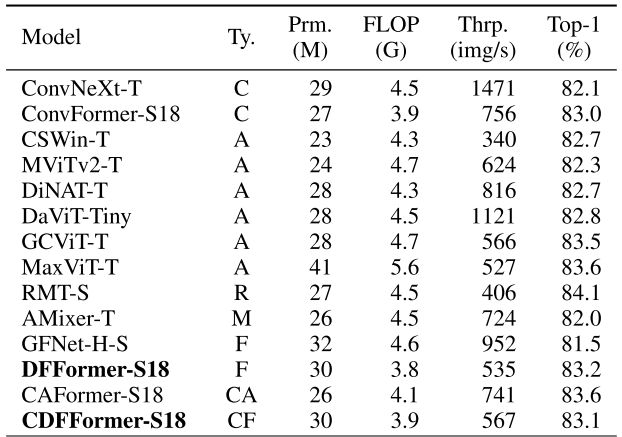 Model Ty. Prm. (M) FLOP (G) Thrp. (img/s) Top-1 (%)
ConvNeXt-T C 29 4.5 1471 82.1
ConvFormer-S18 C 27 3.9 756 83.0
CSWin-T A 23 4.3 340 82.7
MViTv2-T A 24 4.7 624 82.3
DiNAT-T A 28 4.3 816 82.7
DaViT-Tiny A 28 4.5 1121 82.8
GCViT-T A 28 4.7 566 83.5
MaxViT-T A 41 5.6 527 83.6
RMT-S R 27 4.5 406 84.1
AMixer-T M 26 4.5 724 82.0
GFNet-H-S F 32 4.6 952 81.5
DFFormer-S18 F 30 3.8 535 83.2
CAFormer-S18 CA 26 4.1 741 83.6
CDFFormer-S18 CF 30 3.9 567 83.1